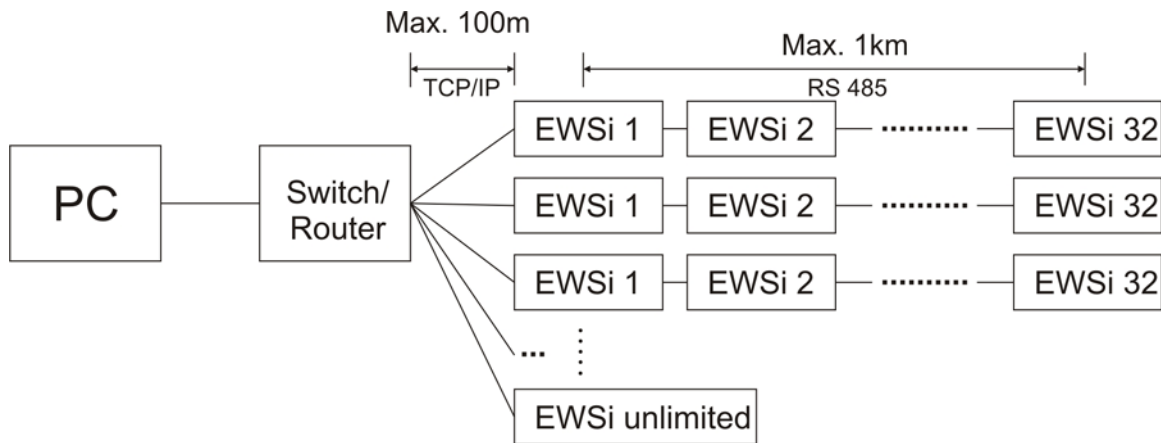 Max. 100m
Max. 1km
TCP/IP
RS 485
PC
Switch/
Router
EWSi 1
EWSi 2
EWSi 32
EWSi 1
EWSi 2
EWSi 32
EWSi 1
EWSi 2
EWSi 32
EWSi unlimited